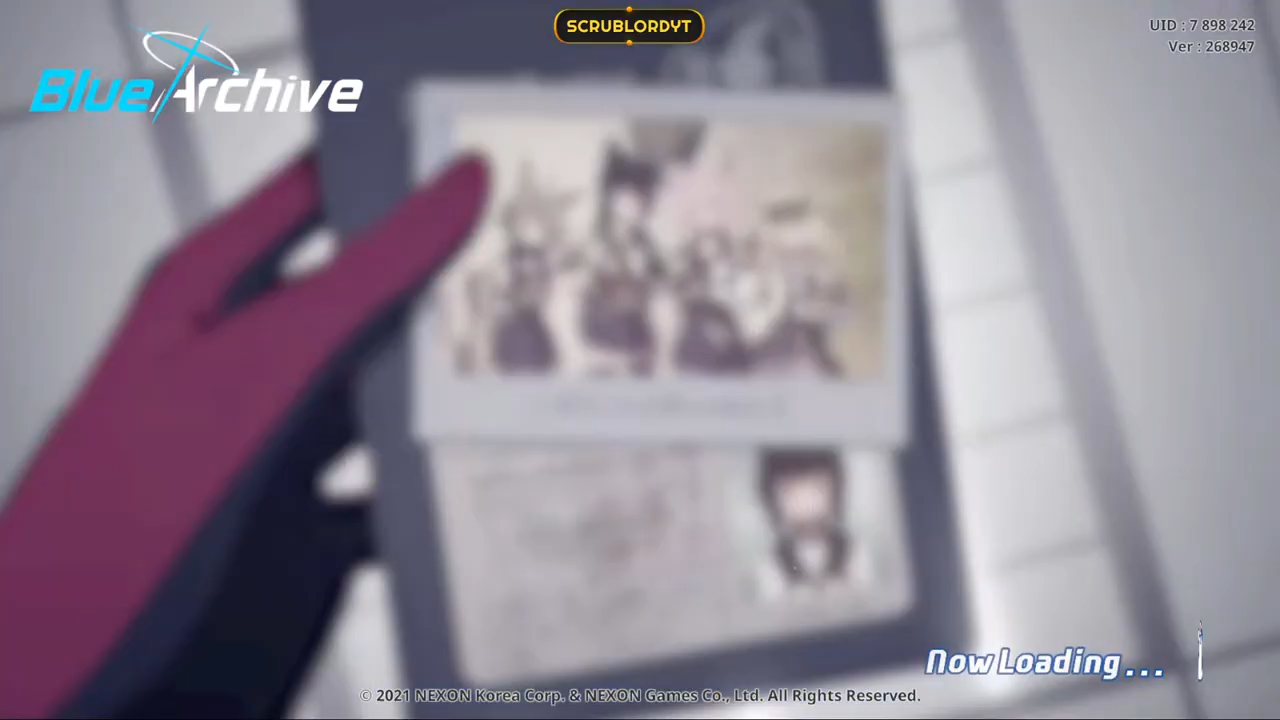 SCRUBLORDYT
UID : 7 898 242
Ver : 268947
Blue Archive
Now Loading...
© 2021 NEXON Korea Corp. & NEXON Games Co., Ltd. All Rights Reserved.